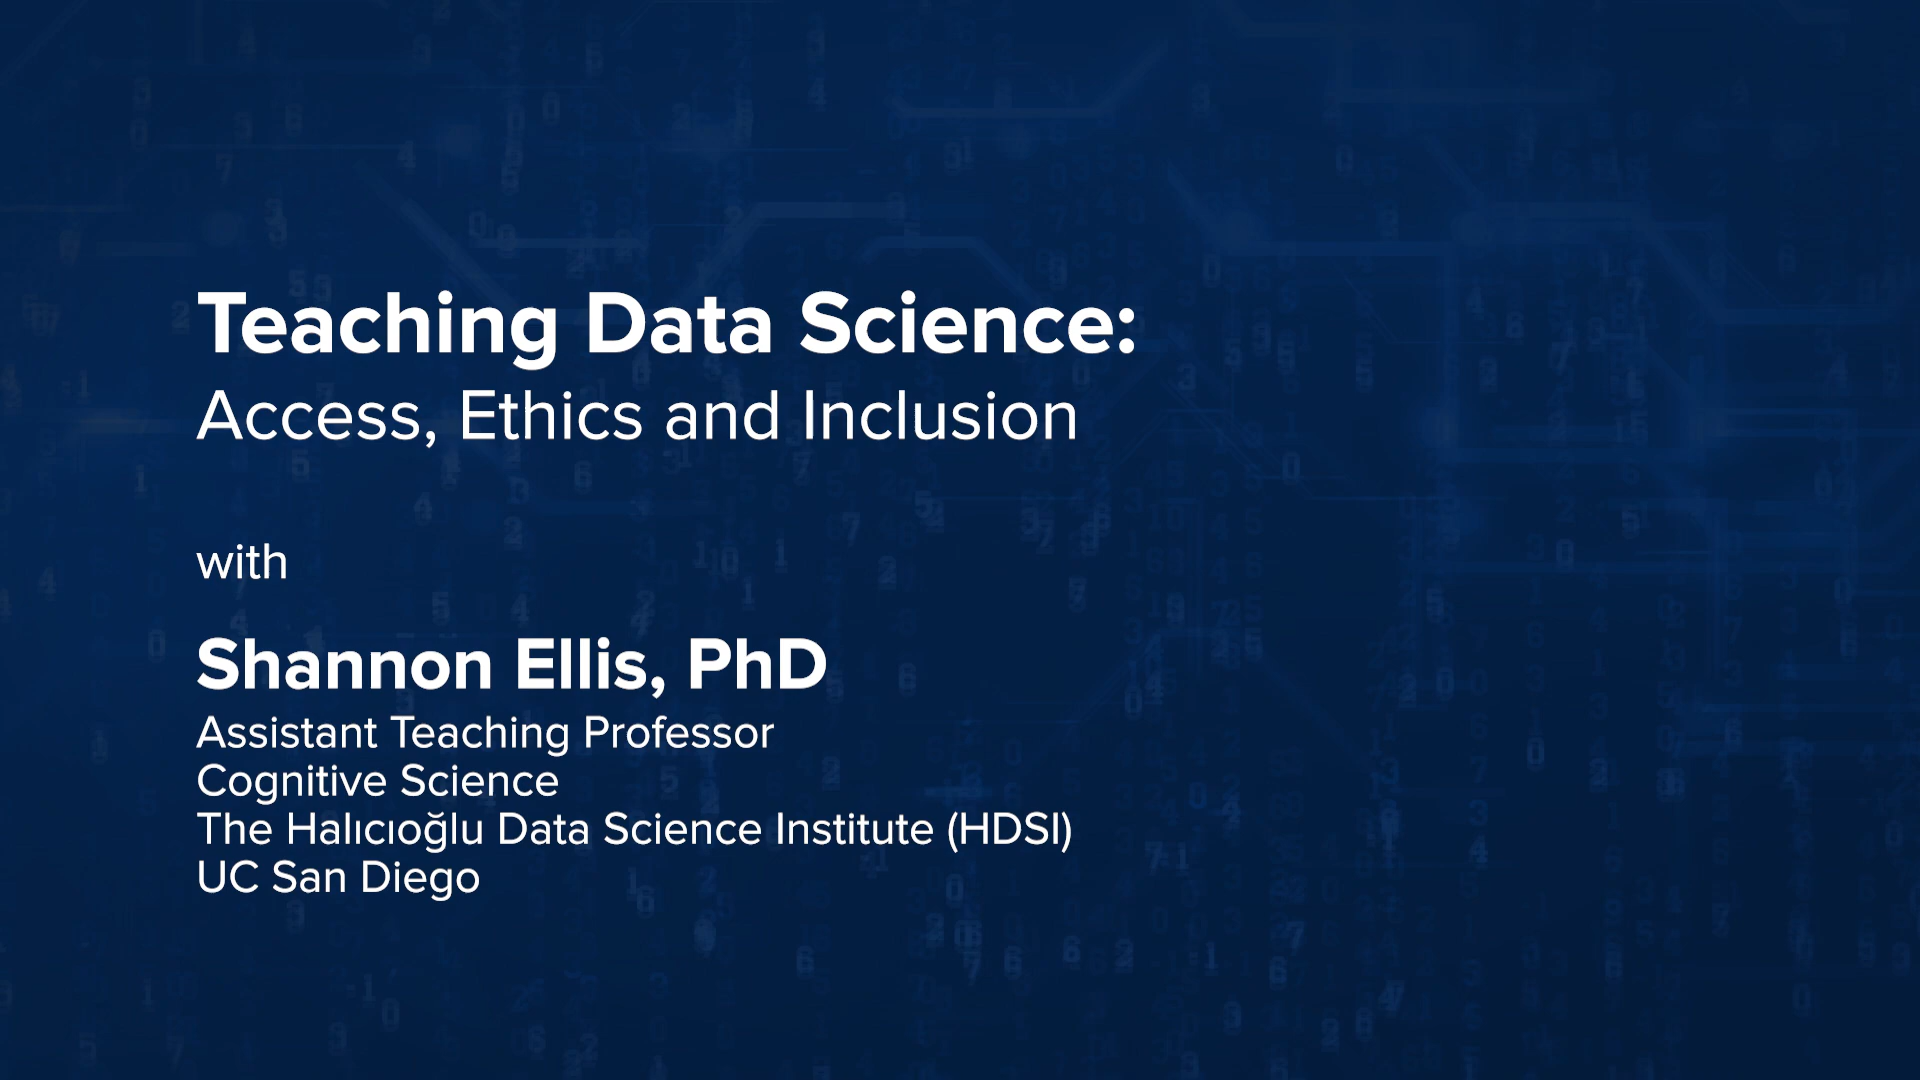 Teaching Data Science:
Access, Ethics and Inclusion
with
Shannon Ellis, PhD
Assistant Teaching Professor
Cognitive Science
The Halıcıoğlu Data Science Institute (HDSI)
UC San Diego